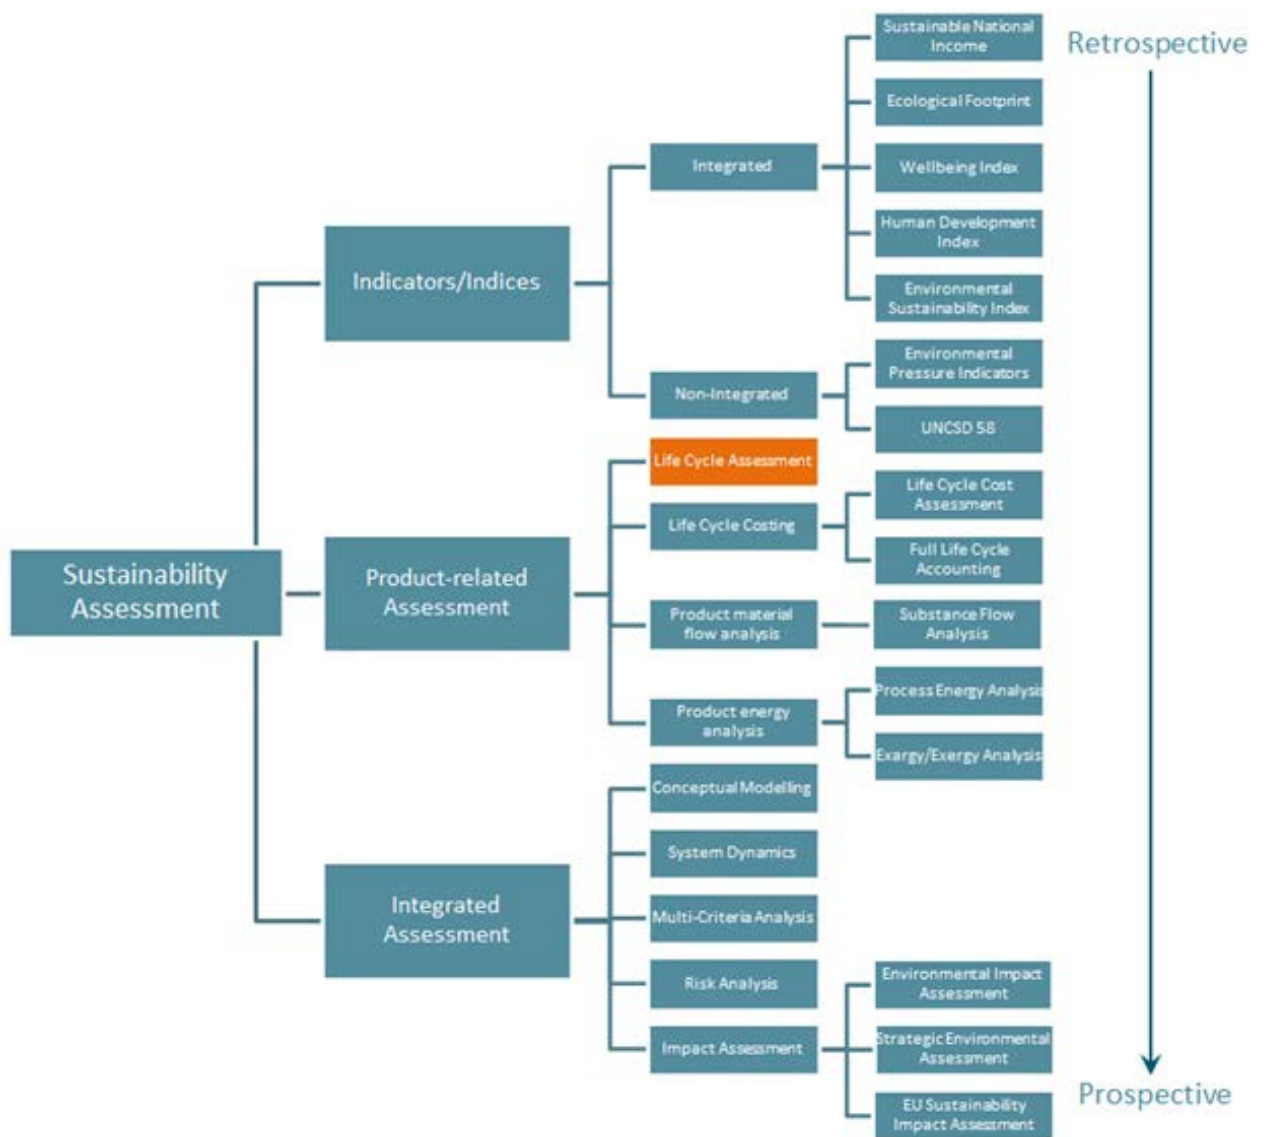 Sustainable National
Income
Retrospective
Ecological Footprint
Integrated
Wellbeing Index
Human Development
Index
Indicators/Indices
Environmental
Sustainability Index
Environmental
Pressure Indicators
Non-Integrated
UNCSD 58
Life Cycle Assessment
Life Cycle Cost
Assessment
Life Cycle Costing
Full Life Cycle
Accounting
Sustainability
Assessment
Product-related
Assessment
Product material
flow analysis
Substance Flow
Analysis
Process Energy Analysis
Product energy
analysis
Exargy/Exergy Analysis
Conceptual Modelling
System Dynamics
Integrated
Assessment
Multi-Criteria Analysis
Risk Analysis
Environmental Impact
Assessment
Impact Assessment
Strategic Environmental
Assessment
EU Sustainability
Impact Assessment
Prospective